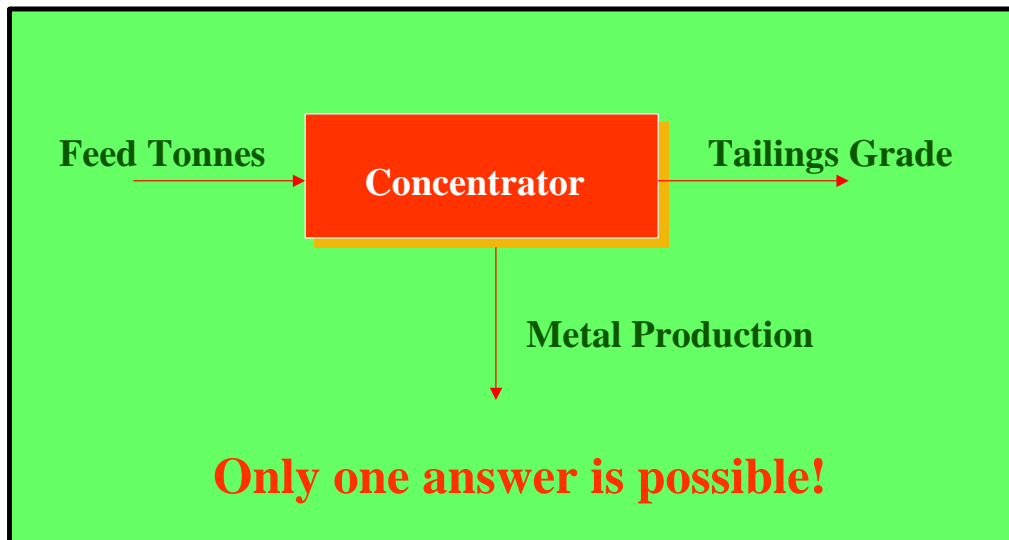 Feed Tonnes
Concentrator
Tailings Grade
Metal Production
Only one answer is possible!